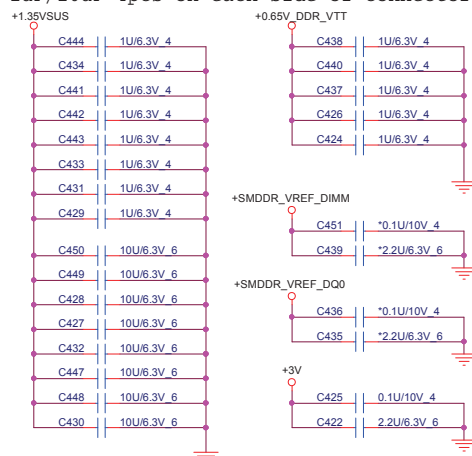 +1.35VSUS
C444 1U/6.3V_4
C434 1U/6.3V_4
C441 1U/6.3V_4
C442 1U/6.3V_4
C443 1U/6.3V_4
C433 1U/6.3V_4
C431 1U/6.3V_4
C429 1U/6.3V_4
C450 10U/6.3V_6
C449 10U/6.3V_6
C428 10U/6.3V_6
C427 10U/6.3V_6
C432 10U/6.3V_6
C447 10U/6.3V_6
C448 10U/6.3V_6
C430 10U/6.3V_6
+0.65V_DDR_VTT
C438 1U/6.3V_4
C440 1U/6.3V_4
C437 1U/6.3V_4
C426 1U/6.3V_4
C424 1U/6.3V_4
+SMDDR_VREF_DIMM
C451 *0.1U/10V_4
C439 *2.2U/6.3V_6
+SMDDR_VREF_DQ0
C436 *0.1U/10V_4
C435 *2.2U/6.3V_6
+3V
C425 0.1U/10V_4
C422 2.2U/6.3V_6